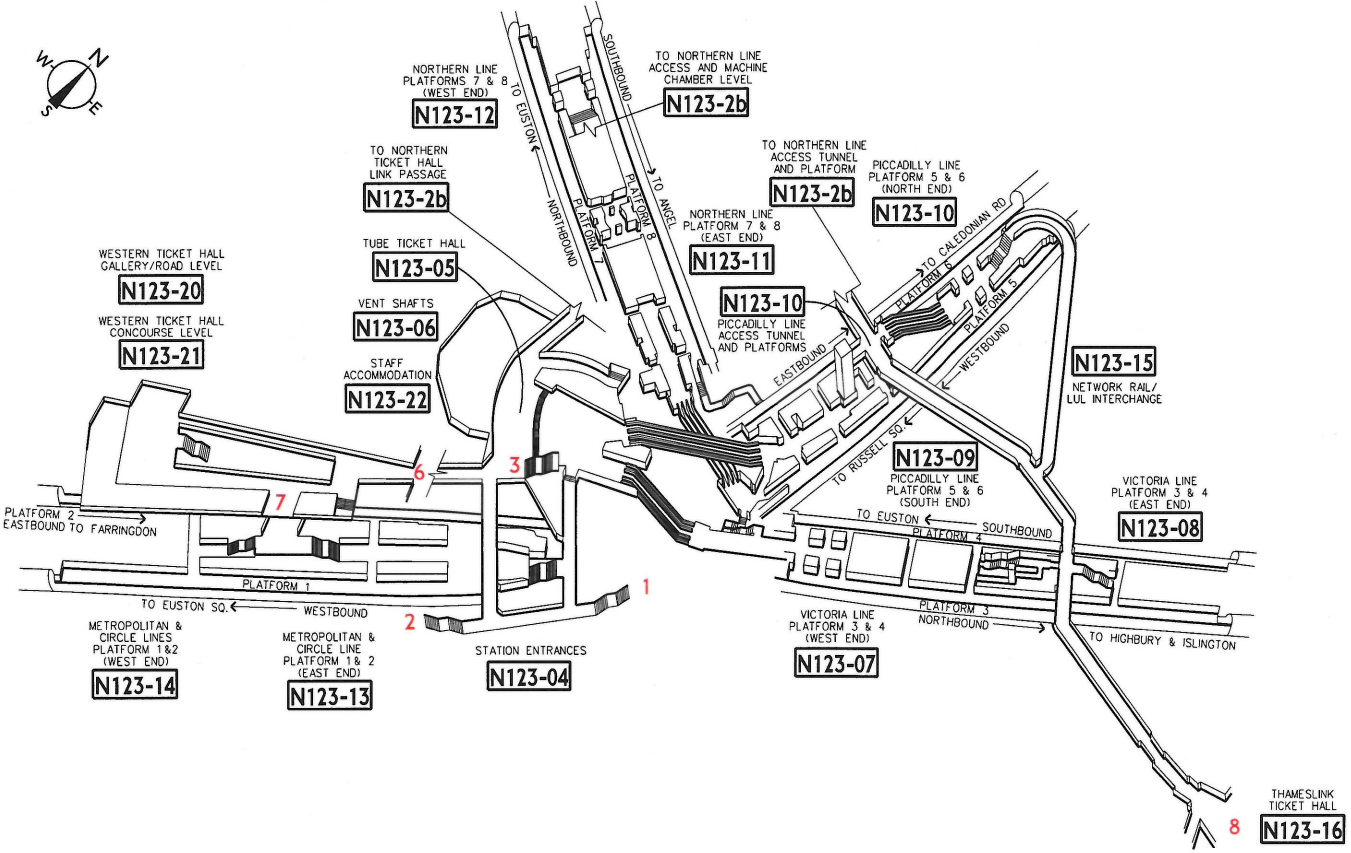 W
N
S
E
NORTHERN LINE
PLATFORMS 7 & 8
(WEST END)
N123-12
TO EUSTON
NORTHBOUND
PLATFORM 7
SOUTHBOUND
TO ANGEL
PLATFORM 8
TO NORTHERN LINE
ACCESS AND MACHINE
CHAMBER LEVEL
N123-2b
TO NORTHERN
TICKET HALL
LINK PASSAGE
N123-2b
TO NORTHERN LINE
ACCESS TUNNEL
AND PLATFORM
N123-2b
PICCADILLY LINE
PLATFORM 5 & 6
(NORTH END)
N123-10
NORTHERN LINE
PLATFORM 7 & 8
(EAST END)
N123-11
TUBE TICKET HALL
N123-05
WESTERN TICKET HALL
GALLERY/ROAD LEVEL
N123-20
VENT SHAFTS
N123-06
WESTERN TICKET HALL
CONCOURSE LEVEL
N123-21
STAFF
ACCOMMODATION
N123-22
N123-10
PICCADILLY LINE
ACCESS TUNNEL
AND PLATFORMS
TO CALEDONIAN RD
PLATFORM 6
PLATFORM 5
EASTBOUND
WESTBOUND
TO RUSSELL SQ.
N123-15
NETWORK RAIL/
LUL INTERCHANGE
N123-09
PICCADILLY LINE
PLATFORM 5 & 6
(SOUTH END)
VICTORIA LINE
PLATFORM 3 & 4
(EAST END)
N123-08
6
3
7
PLATFORM 2
EASTBOUND TO FARRINGDON
PLATFORM 1
TO EUSTON SQ.
WESTBOUND
TO EUSTON
SOUTHBOUND
PLATFORM 4
PLATFORM 3
NORTHBOUND
TO HIGHBURY & ISLINGTON
1
2
METROPOLITAN &
CIRCLE LINES
PLATFORM 1&2
(WEST END)
N123-14
METROPOLITAN &
CIRCLE LINE
PLATFORM 1& 2
(EAST END)
N123-13
STATION ENTRANCES
N123-04
VICTORIA LINE
PLATFORM 3 & 4
(WEST END)
N123-07
8
THAMESLINK
TICKET HALL
N123-16